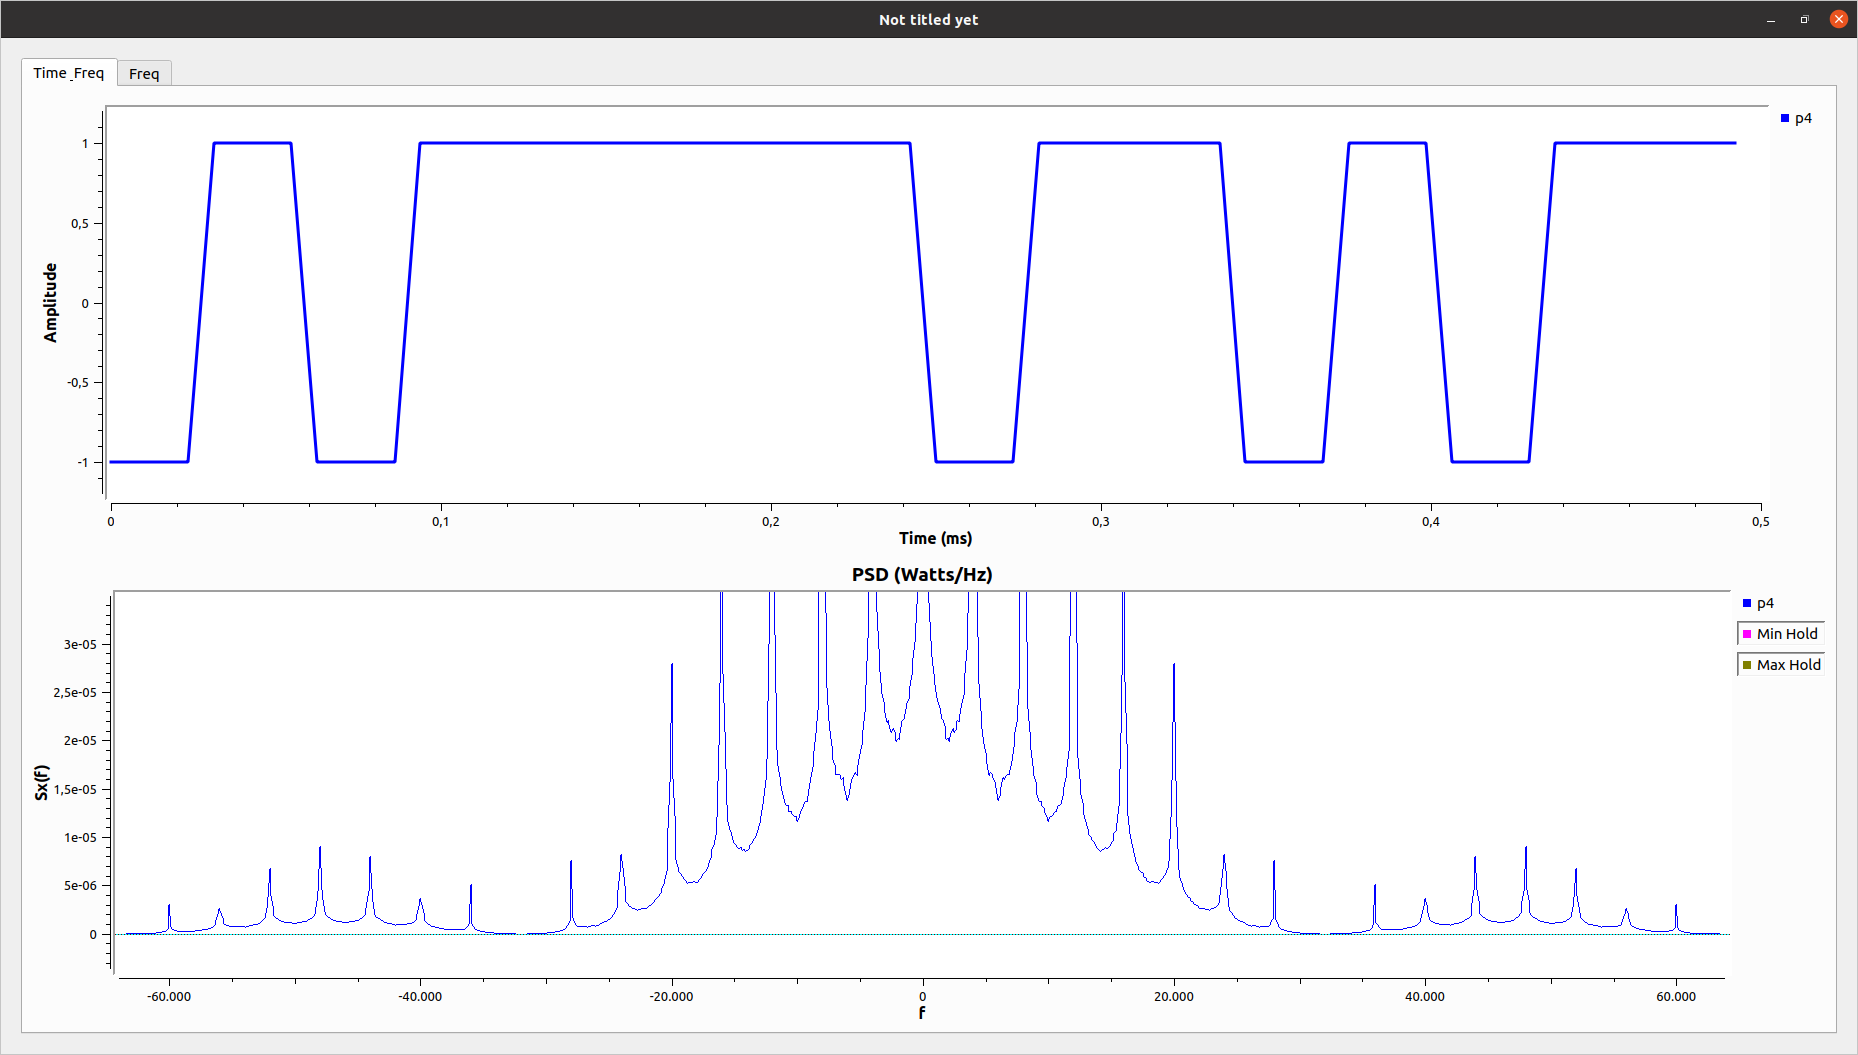 Not titled yet
Time_Freq
Freq
p4
1
0,5
0
-0,5
-1
Amplitude
0
0,1
0,2
0,3
0,4
0,5
Time (ms)
PSD (Watts/Hz)
p4
Min Hold
Max Hold
3e-05
2,5e-05
2e-05
1,5e-05
1e-05
5e-06
0
Sx(f)
-60.000
-40.000
-20.000
0
20.000
40.000
60.000
f